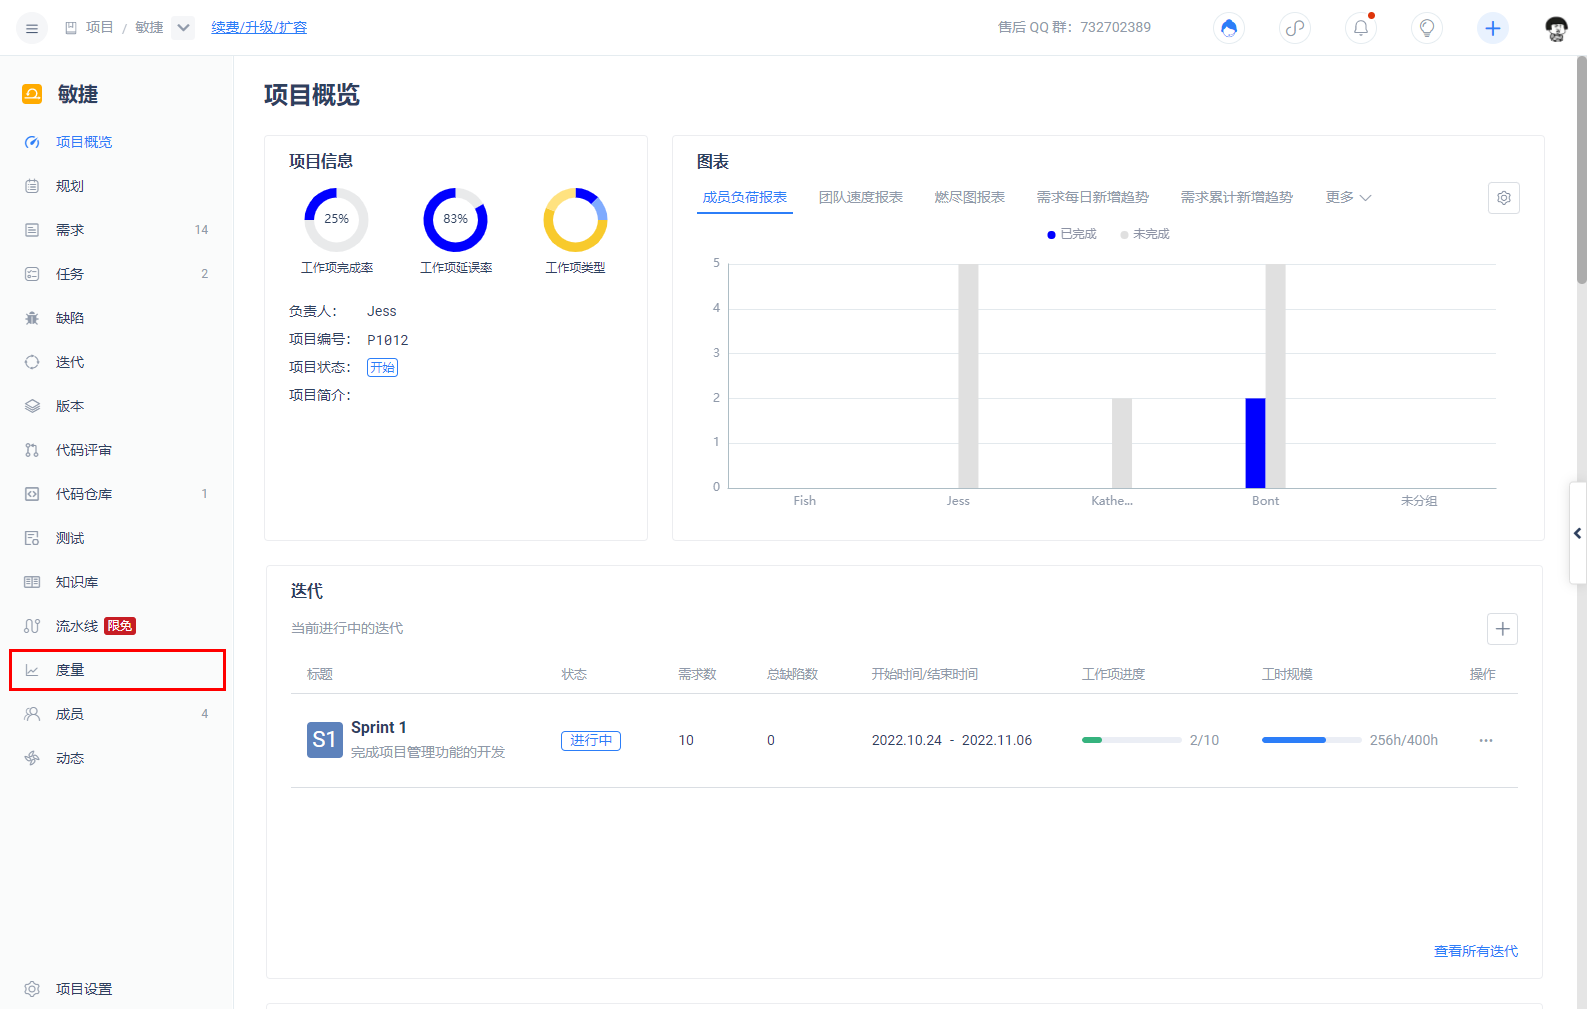 项目 / 敏捷 续费/升级/扩容 售后 QQ 群：732702389
敏捷
项目概览
规划
需求 14
任务 2
缺陷
迭代
版本
代码评审
代码仓库 1
测试
知识库
流水线 限免
度量
成员 4
动态
项目设置
项目概览
项目信息
25% 83%
工作项完成率 工作项延误率 工作项类型
负责人： Jess
项目编号： P1012
项目状态： 开始
项目简介：
图表
成员负荷报表 团队速度报表 燃尽图报表 需求每日新增趋势 需求累计新增趋势 更多
已完成 未完成
5
4
3
2
1
0
Fish Jess Kathe... Bont 未分组
迭代
当前进行中的迭代
标题 状态 需求数 总缺陷数 开始时间/结束时间 工作项进度 工时规模 操作
S1 Sprint 1 进行中 10 0 2022.10.24 - 2022.11.06 2/10 256h/400h ...
完成项目管理功能的开发
查看所有迭代